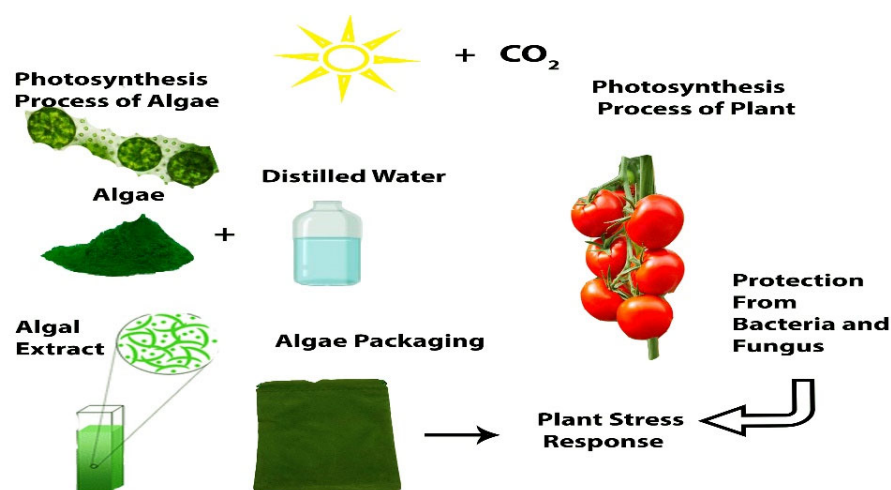 + CO₂
Photosynthesis
Process of Algae
Photosynthesis
Process of Plant
Algae
+
Distilled Water
Algal
Extract
Algae Packaging
Protection
From
Bacteria and
Fungus
Plant Stress
Response